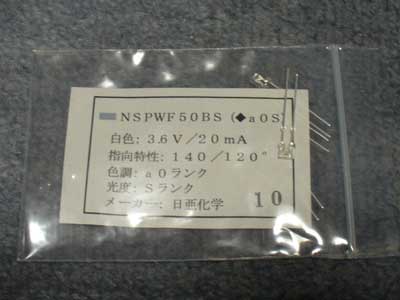 NSPWF50BS (◆a0S)
白色: 3.6V/20mA
指向特性: 140/120°
色調: a0ランク
光度: Sランク
メーカー: 日亜化学 10